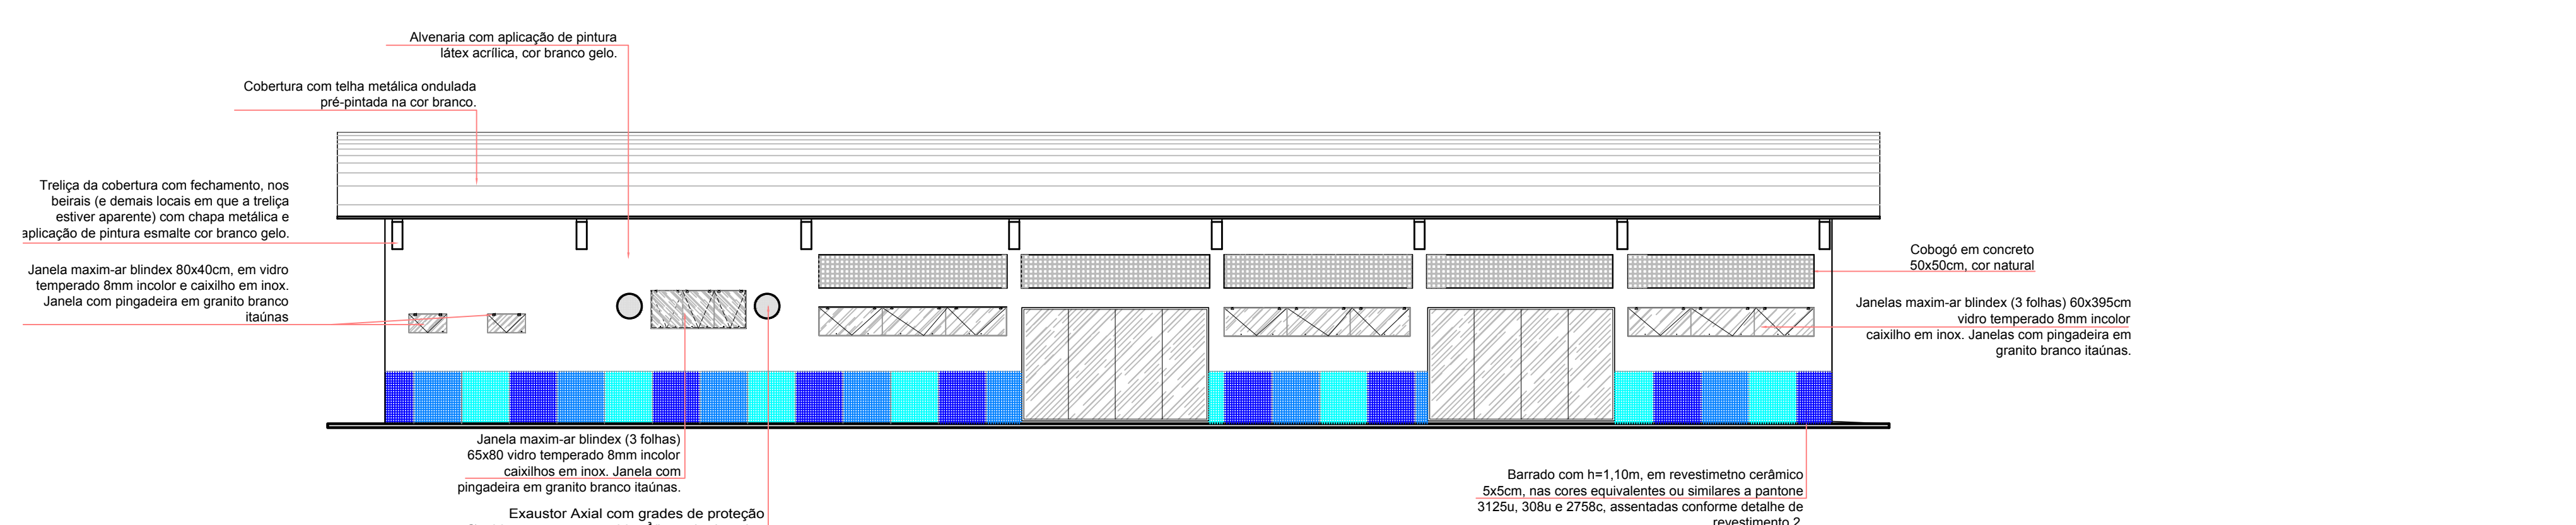 Alvenaria com aplicação de pintura
látex acrílica, cor branco gelo.
Cobertura com telha metálica ondulada
pré-pintada na cor branco.
Treliça da cobertura com fechamento, nos
beirais (e demais locais em que a treliça
estiver aparente) com chapa metálica e
aplicação de pintura esmalte cor branco gelo.
Janela maxim-ar blindex 80x40cm, em vidro
temperado 8mm incolor e caixilho em inox.
Janela com pingadeira em granito branco
itaúnas
Cobogó em concreto
50x50cm, cor natural
Janelas maxim-ar blindex (3 folhas) 60x395cm
vidro temperado 8mm incolor
caixilho em inox. Janelas com pingadeira em
granito branco itaúnas.
Janela maxim-ar blindex (3 folhas)
65x80 vidro temperado 8mm incolor
caixilhos em inox. Janela com
pingadeira em granito branco itaúnas.
Exaustor Axial com grades de proteção
Barrado com h=1,10m, em revestimetno cerâmico
5x5cm, nas cores equivalentes ou similares a pantone
3125u, 308u e 2758c, assentadas conforme detalhe de
revestimento 2.